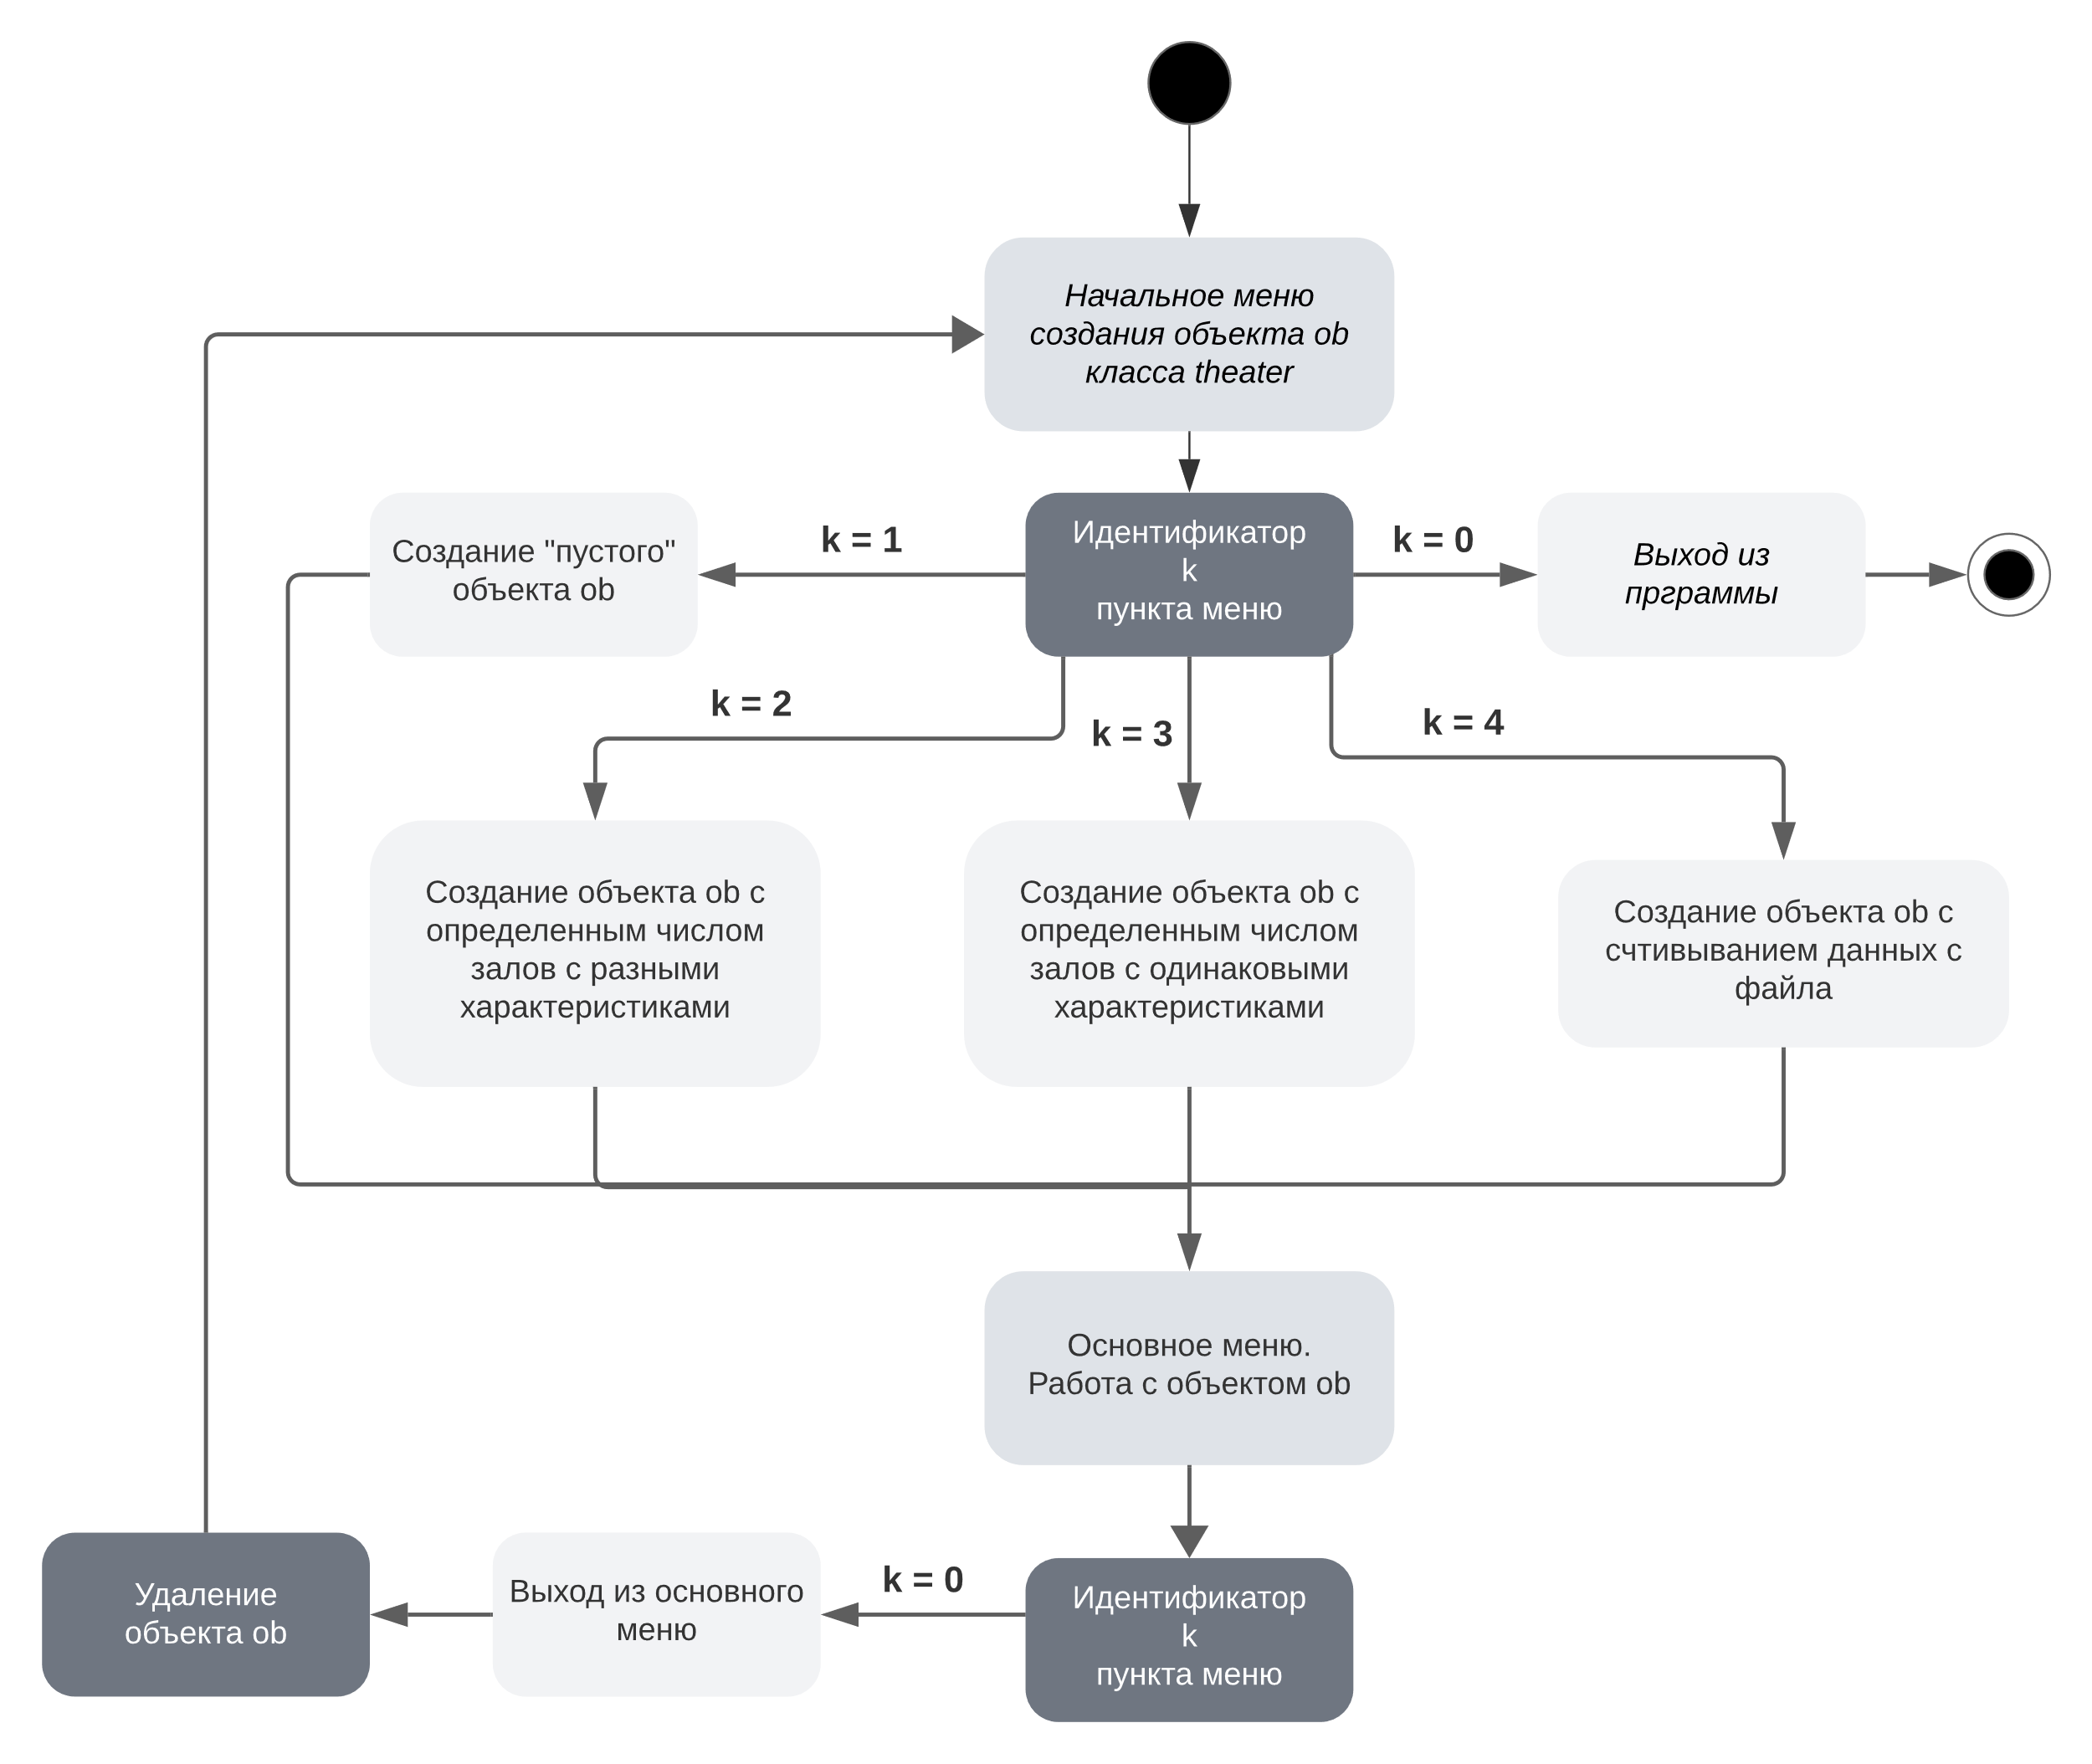 Начальное меню
создания объекта ob
класса theater
Создание "пустого"
объекта ob
k = 1
Идентификатор
k
пункта меню
k = 0
Выход из
прграммы
k = 2
k = 3
k = 4
Создание объекта ob с
определенным числом
залов с разными
характеристиками
Создание объекта ob с
определенным числом
залов с одинаковыми
характеристиками
Создание объекта ob с
счтивыванием данных с
файла
Основное меню.
Работа с объектом ob
Удаление
объекта ob
Выход из основного
меню
k = 0
Идентификатор
k
пункта меню